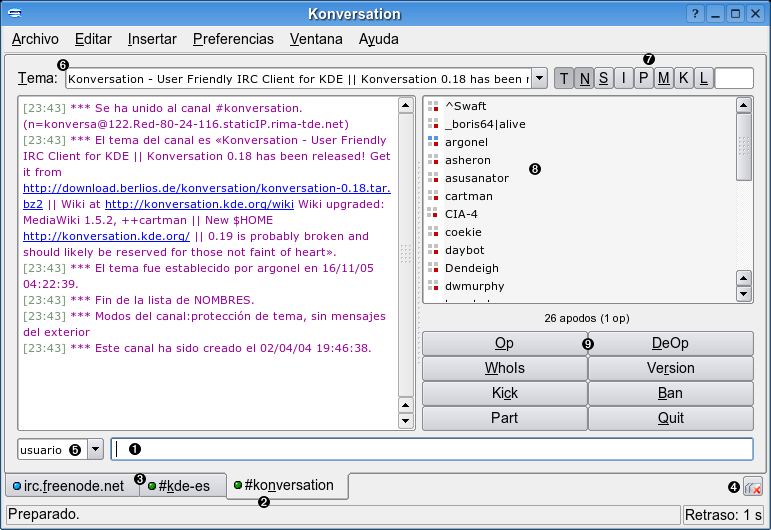 Konversation
Archivo Editar Insertar Preferencias Ventana Ayuda
6 7
Tema: Konversation - User Friendly IRC Client for KDE || Konversation 0.18 has been r T N S I P M K L
[23:43] *** Se ha unido al canal #konversation.
(n=konversa@122.Red-80-24-116.staticIP.rima-tde.net)
[23:43] *** El tema del canal es «Konversation - User Friendly
IRC Client for KDE || Konversation 0.18 has been released! Get
it from
http://download.berlios.de/konversation/konversation-0.18.tar.
bz2 || Wiki at http://konversation.kde.org/wiki Wiki upgraded:
MediaWiki 1.5.2, ++cartman || New $HOME
http://konversation.kde.org/ || 0.19 is probably broken and
should likely be reserved for those not faint of heart».
[23:43] *** El tema fue establecido por argonel en 16/11/05
04:22:39.
[23:43] *** Fin de la lista de NOMBRES.
[23:43] *** Modos del canal:protección de tema, sin mensajes
del exterior
[23:43] *** Este canal ha sido creado el 02/04/04 19:46:38.
^Swaft
_boris64|alive
argonel
asheron
asusanator
8
cartman
CIA-4
coekie
daybot
Dendeigh
dwmurphy
26 apodos (1 op)
Op 9 DeOp
WhoIs Version
Kick Ban
Part Quit
usuario 5 1
irc.freenode.net 3 #kde-es #konversation 4
2
Preparado. Retraso: 1 s